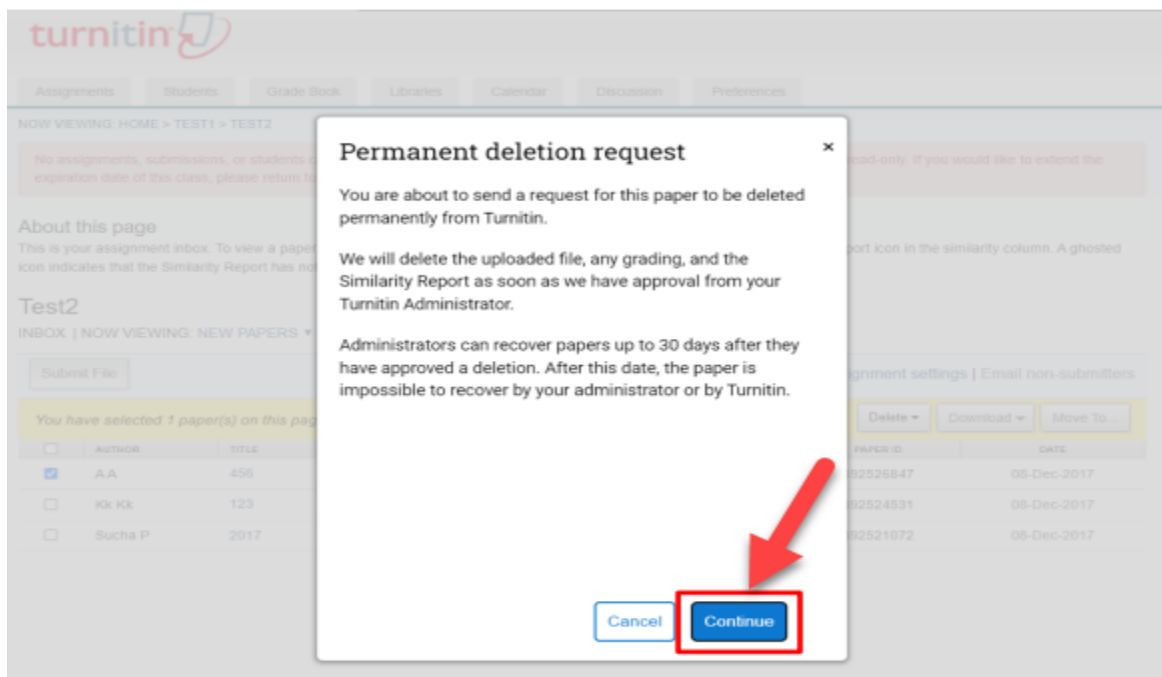 turnitin
Assignments Students Grade Book Libraries Calendar Discussion Preferences
NOW VIEWING: HOME > TEST1 > TEST2
No assignments, submissions, or students
read-only. If you would like to extend the
expiration date of this class, please return to
About this page
This is your assignment inbox. To view a paper
port icon in the similarity column. A ghosted
icon indicates that the Similarity Report has not
Test2
INBOX | NOW VIEWING: NEW PAPERS ▼
Submit File
ignment settings | Email non-submitters
You have selected 1 paper(s) on this page
Delete Download Move To...
AUTHOR TITLE PAPER ID DATE
A A 456 92526847 08-Dec-2017
Kk Kk 123 92524531 08-Dec-2017
Sucha P 2017 92521072 08-Dec-2017
Permanent deletion request ×
You are about to send a request for this paper to be deleted
permanently from Turnitin.
We will delete the uploaded file, any grading, and the
Similarity Report as soon as we have approval from your
Turnitin Administrator.
Administrators can recover papers up to 30 days after they
have approved a deletion. After this date, the paper is
impossible to recover by your administrator or by Turnitin.
Cancel Continue